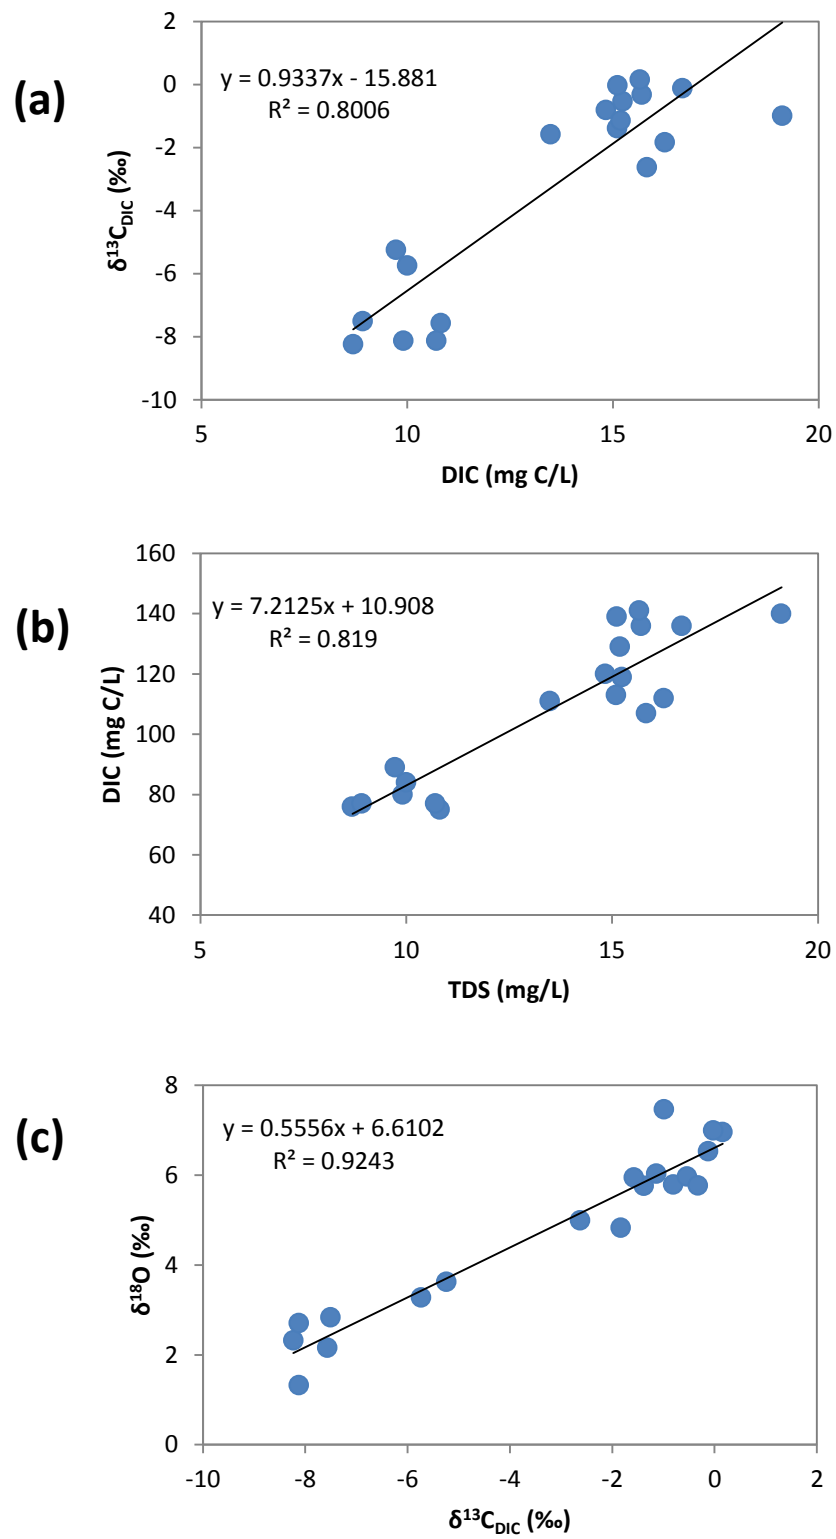 (a)
y = 0.9337x - 15.881
R² = 0.8006
δ¹³C_DIC (‰)
2
0
-2
-4
-6
-8
-10
5 10 15 20
DIC (mg C/L)
(b)
y = 7.2125x + 10.908
R² = 0.819
DIC (mg C/L)
160
140
120
100
80
60
40
5 10 15 20
TDS (mg/L)
(c)
y = 0.5556x + 6.6102
R² = 0.9243
δ¹⁸O (‰)
8
6
4
2
0
-10 -8 -6 -4 -2 0 2
δ¹³C_DIC (‰)